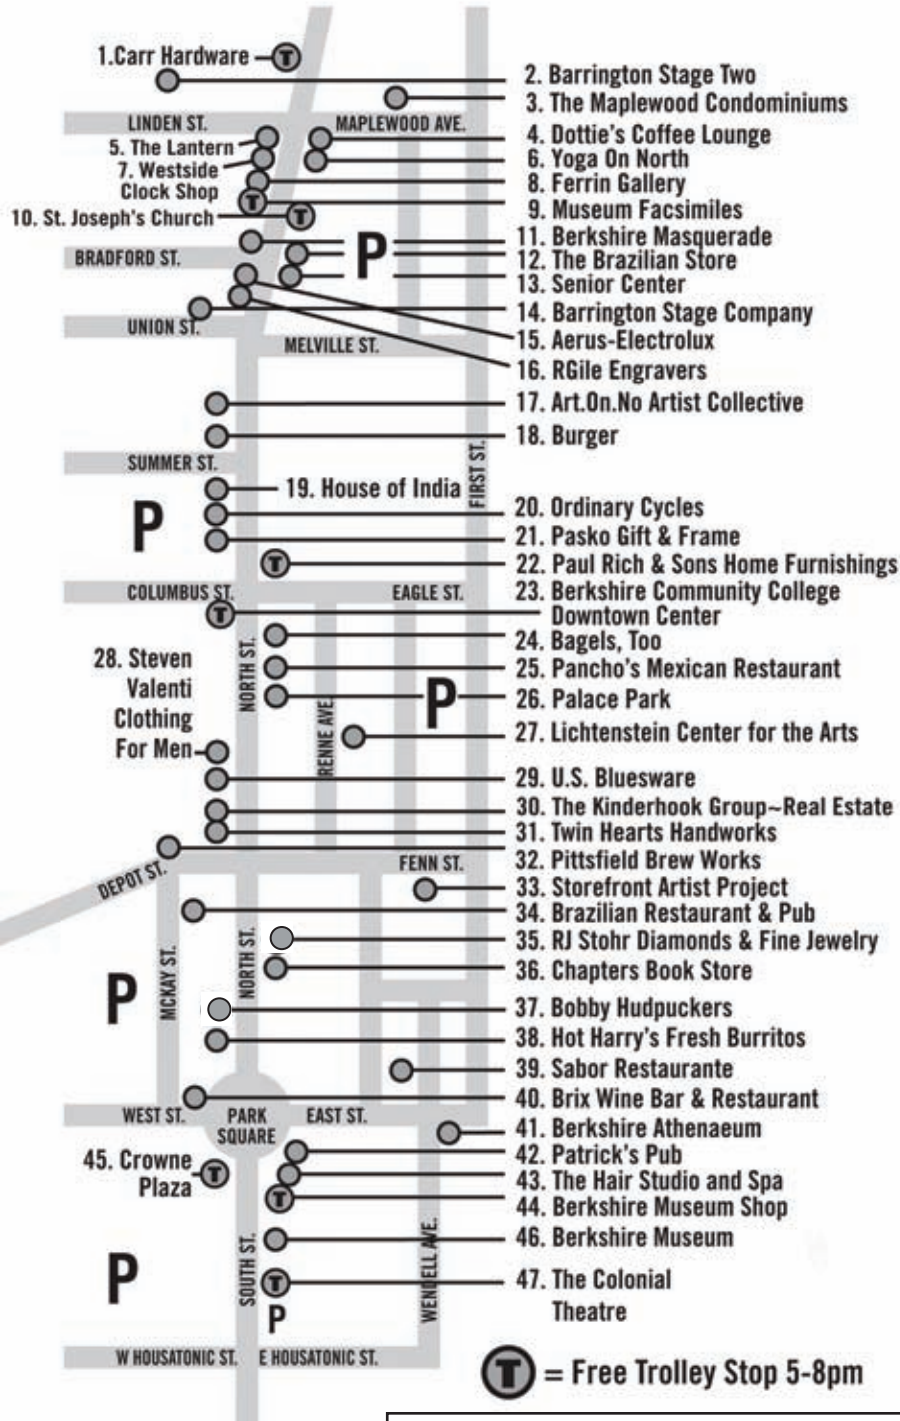 1.Carr Hardware
T
2. Barrington Stage Two
3. The Maplewood Condominiums
LINDEN ST.
MAPLEWOOD AVE.
4. Dottie's Coffee Lounge
5. The Lantern
6. Yoga On North
7. Westside
Clock Shop
8. Ferrin Gallery
T
9. Museum Facsimiles
10. St. Joseph's Church
T
11. Berkshire Masquerade
P
BRADFORD ST.
12. The Brazilian Store
13. Senior Center
14. Barrington Stage Company
UNION ST.
15. Aerus-Electrolux
MELVILLE ST.
16. RGile Engravers
17. Art.On.No Artist Collective
18. Burger
SUMMER ST.
FIRST ST.
19. House of India
20. Ordinary Cycles
P
21. Pasko Gift & Frame
T
22. Paul Rich & Sons Home Furnishings
COLUMBUS ST.
EAGLE ST.
23. Berkshire Community College
Downtown Center
T
24. Bagels, Too
NORTH ST.
25. Pancho's Mexican Restaurant
28. Steven
Valenti
Clothing
For Men
P
26. Palace Park
RENNE AVE.
27. Lichtenstein Center for the Arts
29. U.S. Bluesware
30. The Kinderhook Group~Real Estate
31. Twin Hearts Handworks
32. Pittsfield Brew Works
DEPOT ST.
FENN ST.
33. Storefront Artist Project
34. Brazilian Restaurant & Pub
35. RJ Stohr Diamonds & Fine Jewelry
MCKAY ST.
NORTH ST.
36. Chapters Book Store
P
37. Bobby Hudpuckers
38. Hot Harry's Fresh Burritos
39. Sabor Restaurante
40. Brix Wine Bar & Restaurant
WEST ST.
PARK
SQUARE
EAST ST.
41. Berkshire Athenaeum
42. Patrick's Pub
45. Crowne
Plaza
T
43. The Hair Studio and Spa
T
44. Berkshire Museum Shop
46. Berkshire Museum
SOUTH ST.
WENDELL AVE.
P
T
47. The Colonial
Theatre
P
W HOUSATONIC ST.
E HOUSATONIC ST.
T = Free Trolley Stop 5-8pm